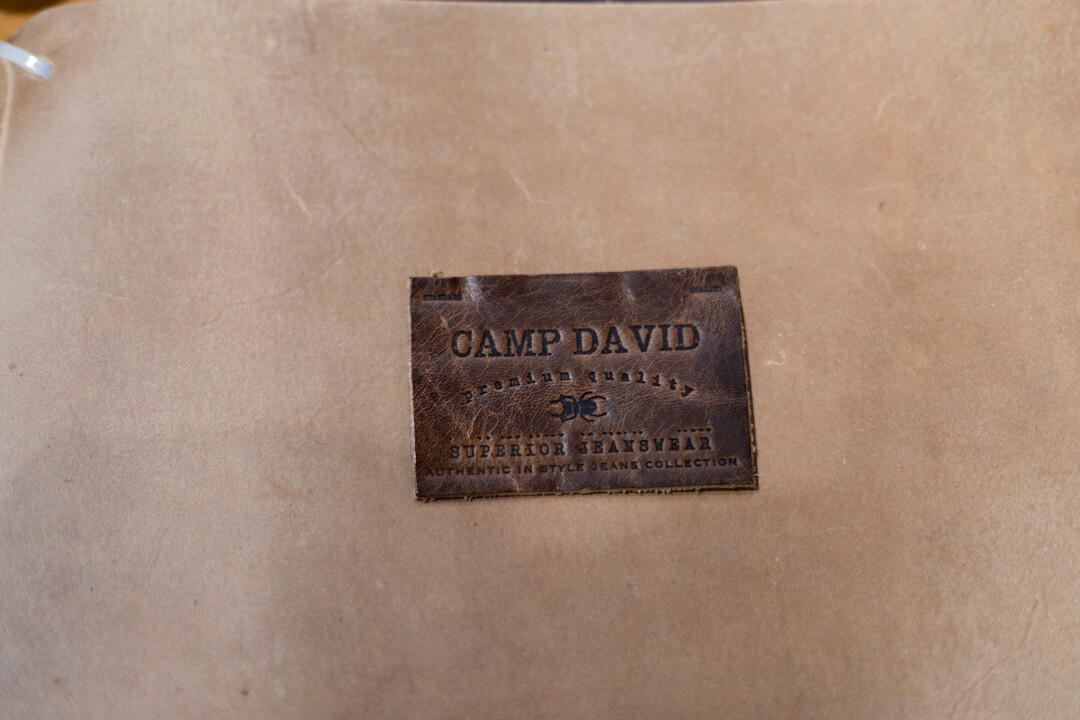 CAMP DAVID
premium quality
SUPERIOR JEANSWEAR
AUTHENTIC IN STYLE JEANS COLLECTION